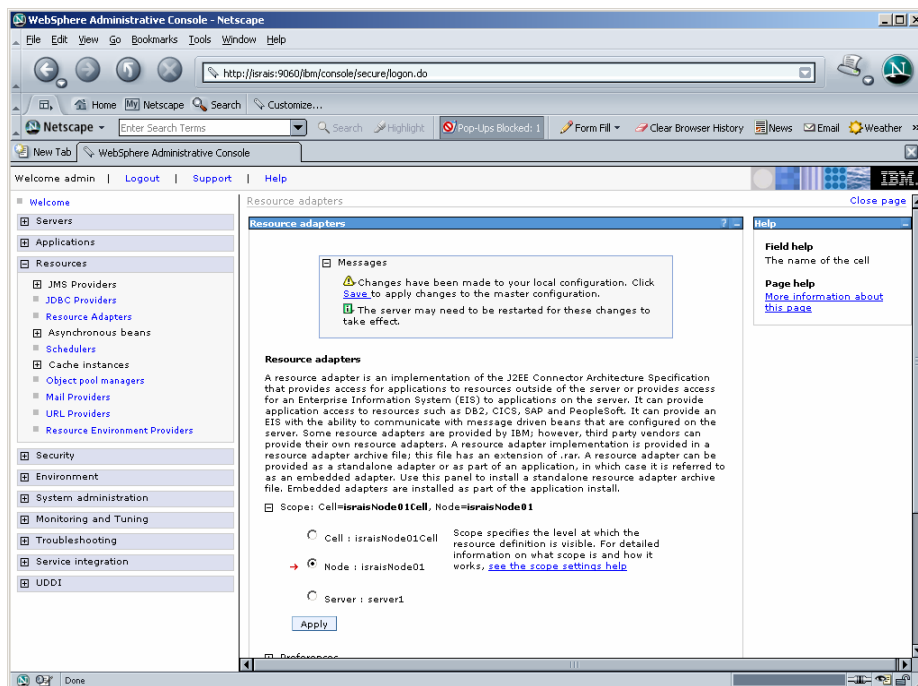 WebSphere Administrative Console - Netscape
File Edit View Go Bookmarks Tools Window Help
http://israis:9060/ibm/console/secure/logon.do
Home My Netscape Search Customize...
Netscape Enter Search Terms Search Highlight Pop-Ups Blocked: 1 Form Fill Clear Browser History News Email Weather »
New Tab WebSphere Administrative Console
Welcome admin | Logout | Support | Help IBM.
Welcome
Servers
Applications
Resources
JMS Providers
JDBC Providers
Resource Adapters
Asynchronous beans
Schedulers
Cache instances
Object pool managers
Mail Providers
URL Providers
Resource Environment Providers
Security
Environment
System administration
Monitoring and Tuning
Troubleshooting
Service integration
UDDI
Resource adapters Close page
Resource adapters ? –
Messages
Changes have been made to your local configuration. Click
Save to apply changes to the master configuration.
The server may need to be restarted for these changes to
take effect.
Resource adapters
A resource adapter is an implementation of the J2EE Connector Architecture Specification
that provides access for applications to resources outside of the server or provides access
for an Enterprise Information System (EIS) to applications on the server. It can provide
application access to resources such as DB2, CICS, SAP and PeopleSoft. It can provide an
EIS with the ability to communicate with message driven beans that are configured on the
server. Some resource adapters are provided by IBM; however, third party vendors can
provide their own resource adapters. A resource adapter implementation is provided in a
resource adapter archive file; this file has an extension of .rar. A resource adapter can be
provided as a standalone adapter or as part of an application, in which case it is referred to
as an embedded adapter. Use this panel to install a standalone resource adapter archive
file. Embedded adapters are installed as part of the application install.
Scope: Cell=israisNode01Cell, Node=israisNode01
Cell : israisNode01Cell
Node : israisNode01
Server : server1
Scope specifies the level at which the
resource definition is visible. For detailed
information on what scope is and how it
works, see the scope settings help
Apply
Preferences
Help –
Field help
The name of the cell
Page help
More information about
this page
Done